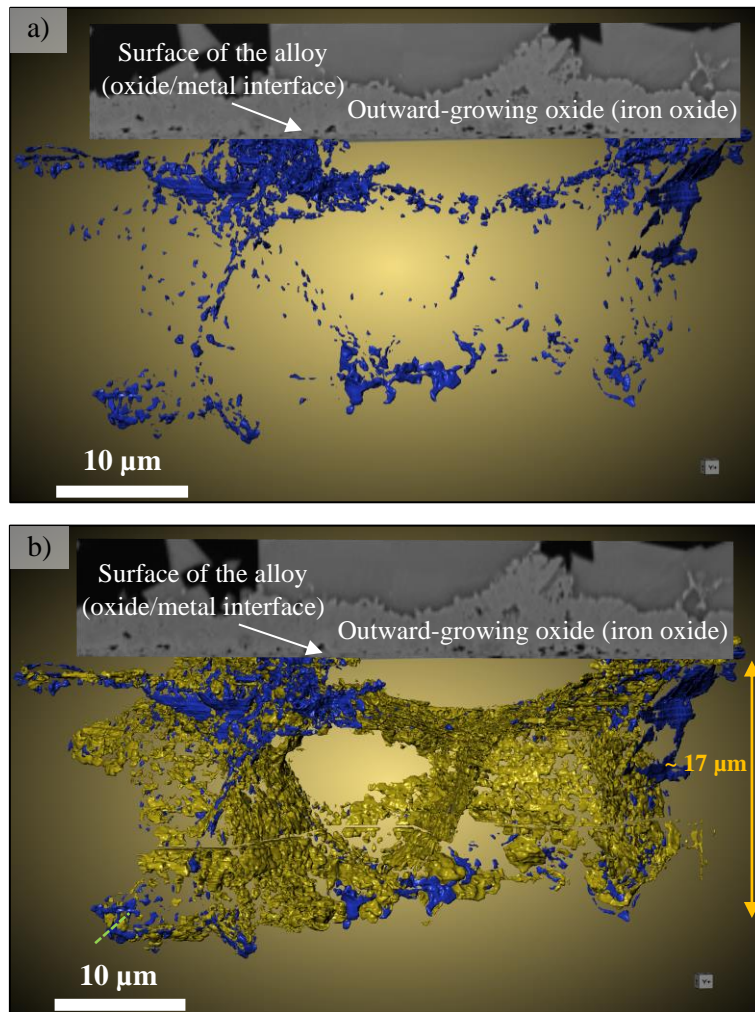 a)
Surface of the alloy
(oxide/metal interface)
Outward-growing oxide (iron oxide)
10 µm
b)
Surface of the alloy
(oxide/metal interface)
Outward-growing oxide (iron oxide)
~ 17 µm
10 µm